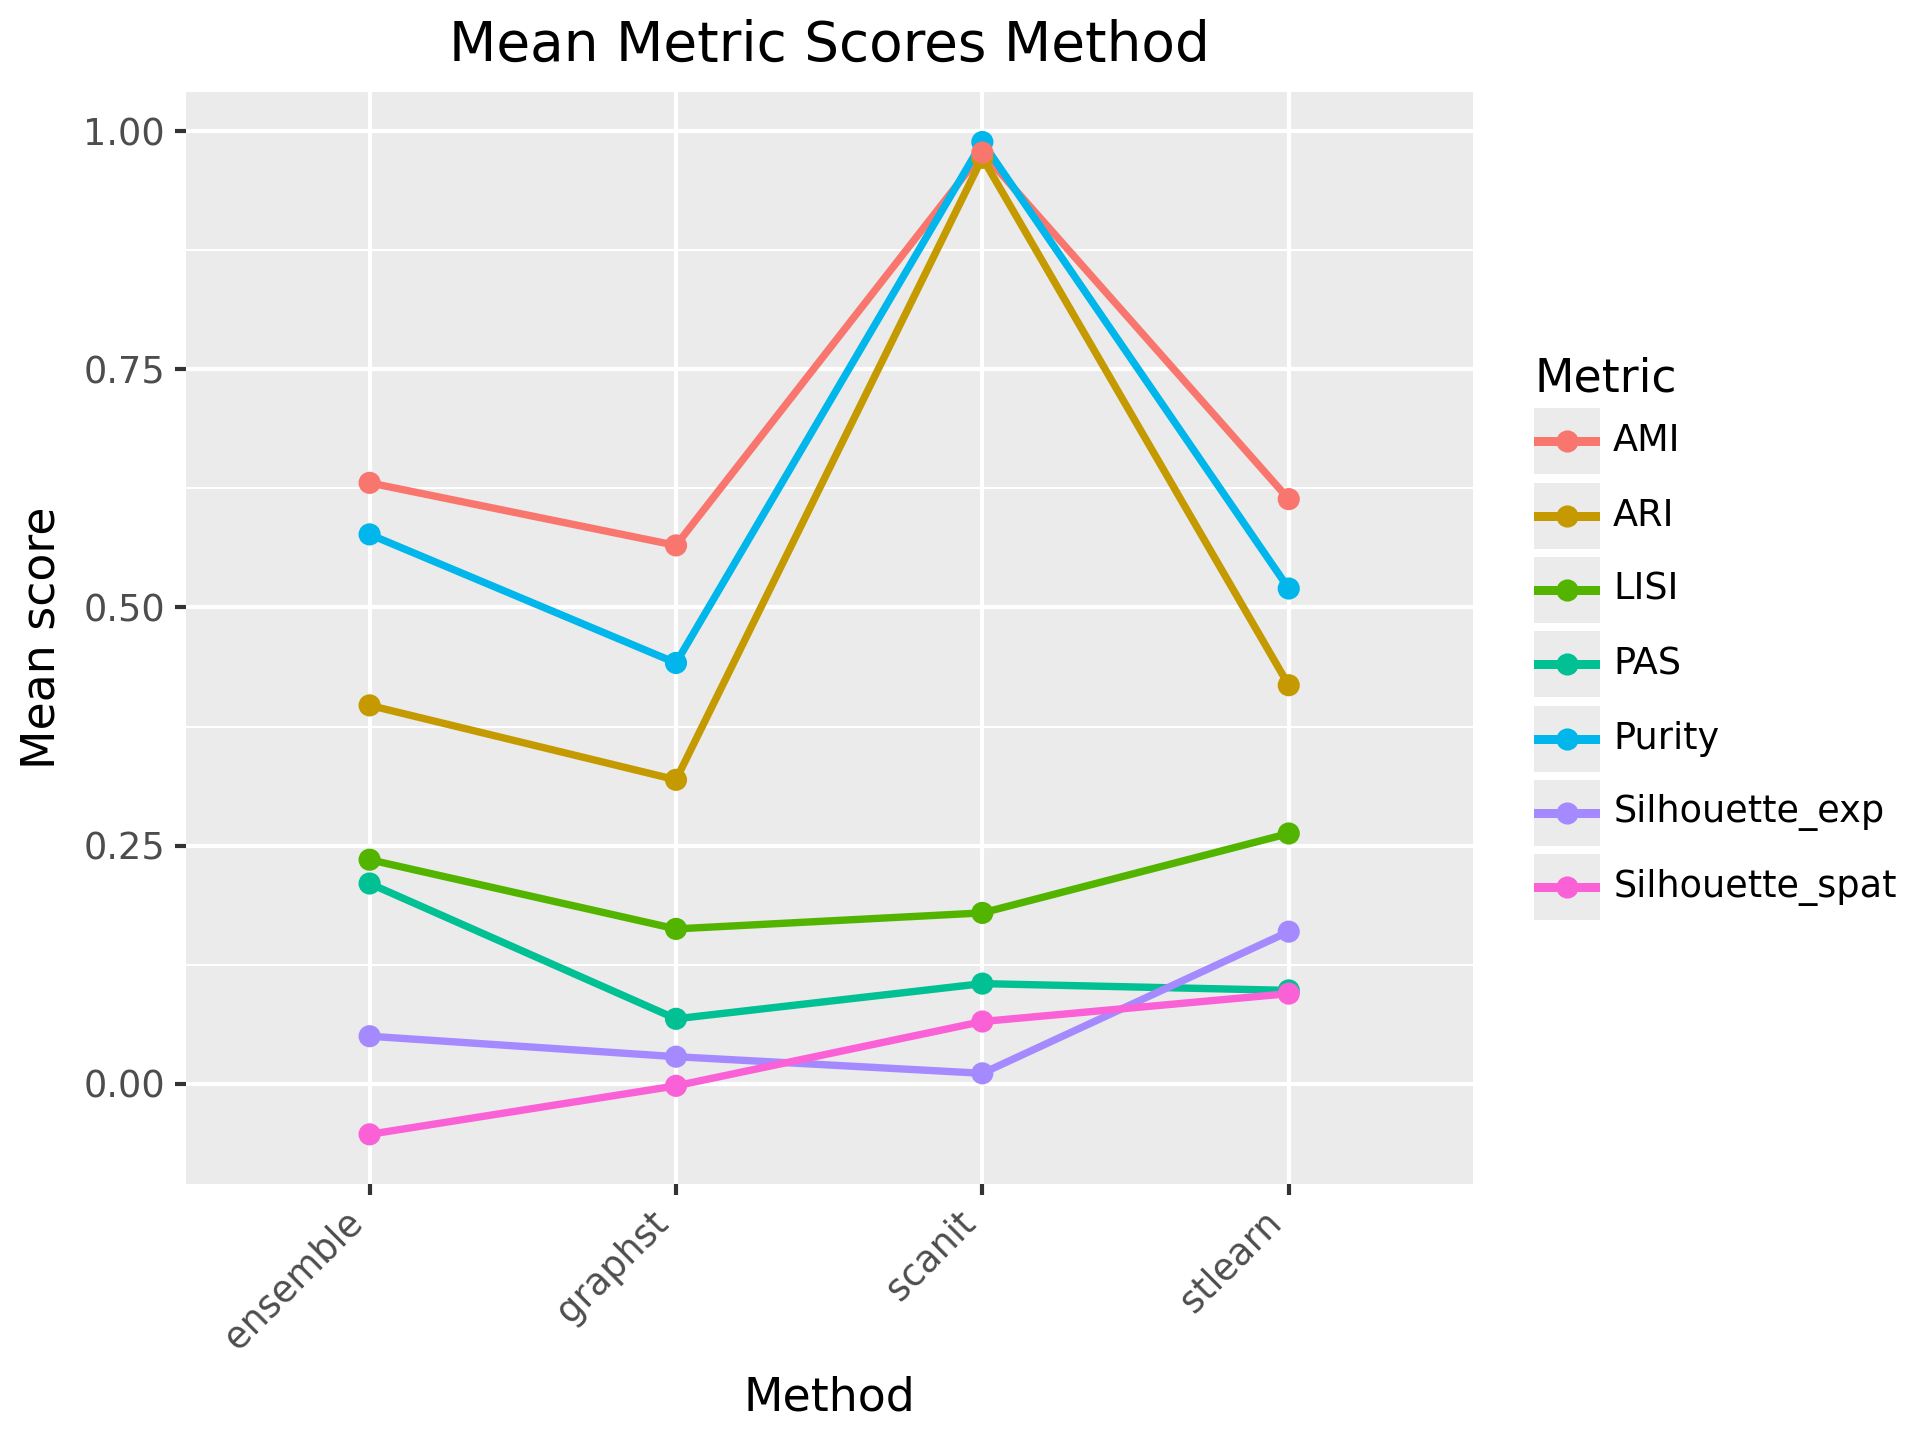 Mean Metric Scores Method
1.00
0.75
0.50
0.25
0.00
Mean score
ensemble
graphst
scanit
stlearn
Method
Metric
AMI
ARI
LISI
PAS
Purity
Silhouette_exp
Silhouette_spat